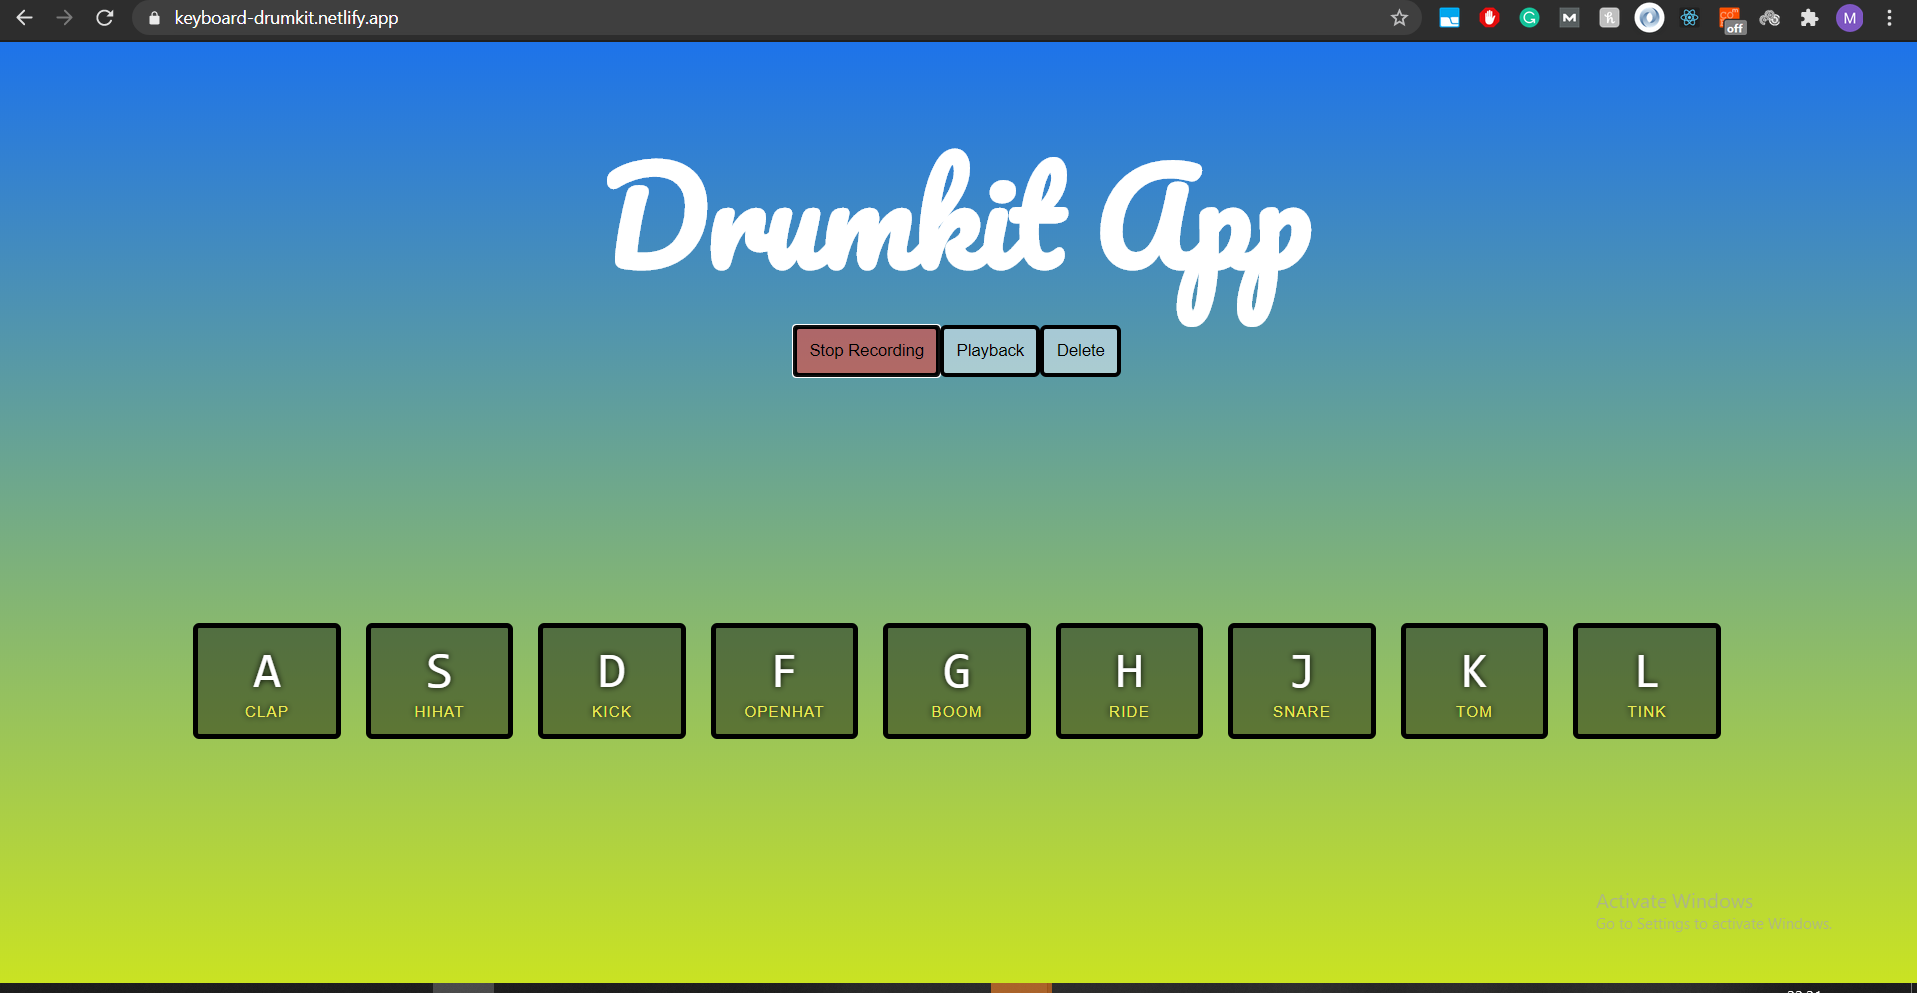 keyboard-drumkit.netlify.app
off
M
Drumkit App
Stop Recording Playback Delete
A S D F G H J K L
CLAP HIHAT KICK OPENHAT BOOM RIDE SNARE TOM TINK
Activate Windows
Go to Settings to activate Windows.